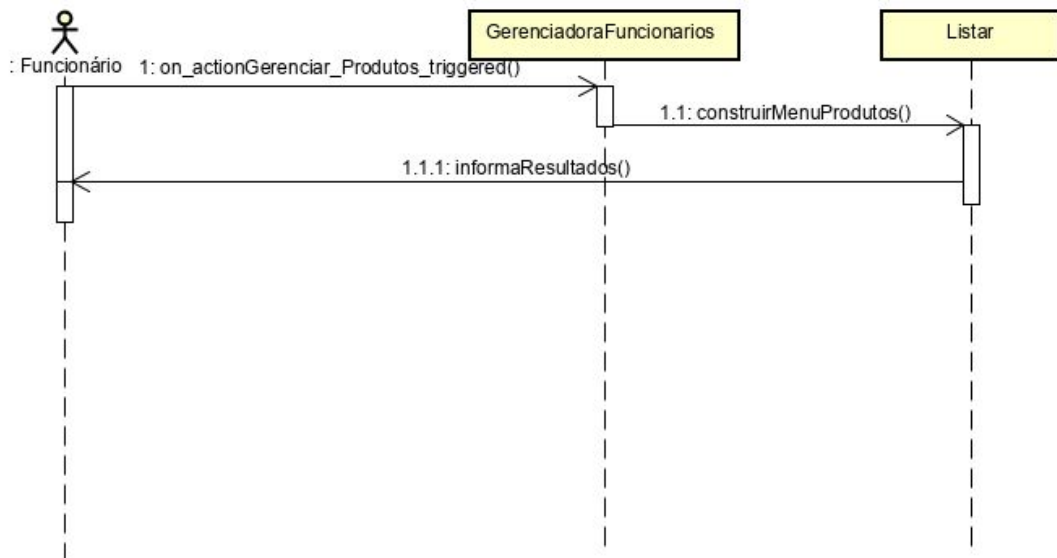 GerenciadoraFuncionarios
Listar
: Funcionário
1: on_actionGerenciar_Produtos_triggered()
1.1: construirMenuProdutos()
1.1.1: informaResultados()